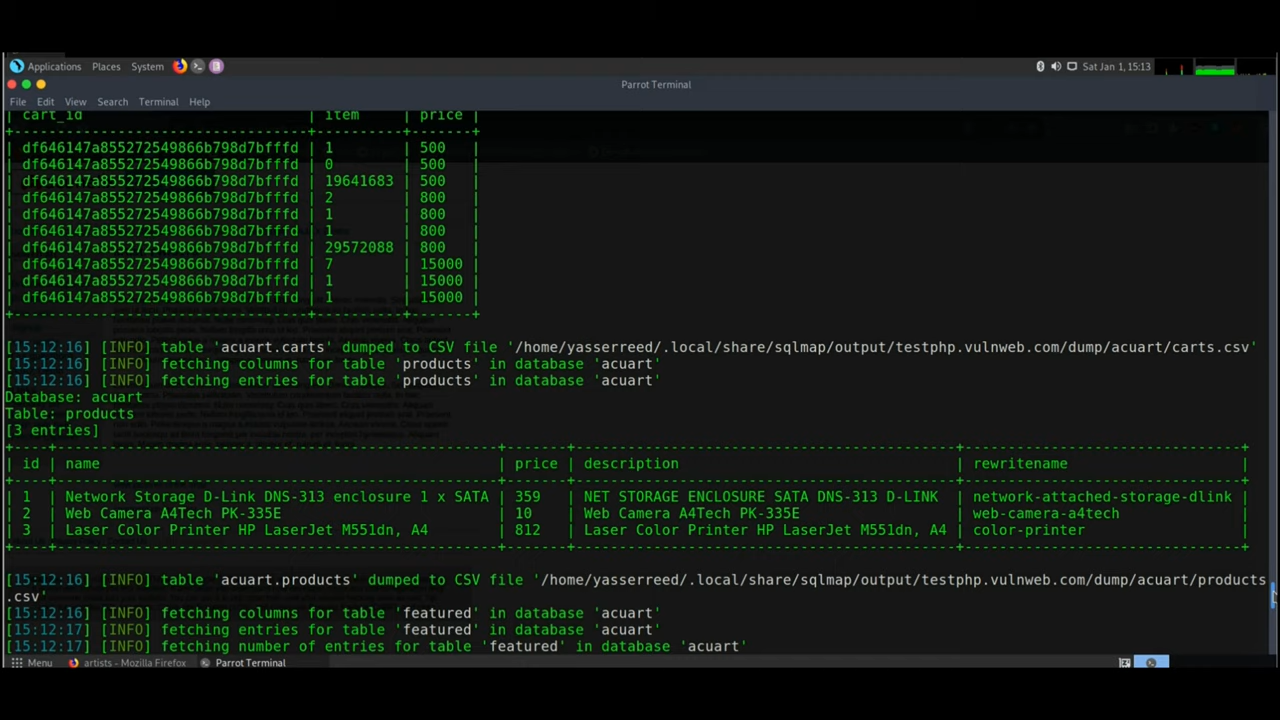 Applications Places System Sat Jan 1, 15:13
Parrot Terminal
File Edit View Search Terminal Help
| cart_id | item | price |
+----------------------------------+----------+-------+
| df646147a855272549866b798d7bfffd | 1 | 500 |
| df646147a855272549866b798d7bfffd | 0 | 500 |
| df646147a855272549866b798d7bfffd | 19641683 | 500 |
| df646147a855272549866b798d7bfffd | 2 | 800 |
| df646147a855272549866b798d7bfffd | 1 | 800 |
| df646147a855272549866b798d7bfffd | 1 | 800 |
| df646147a855272549866b798d7bfffd | 29572088 | 800 |
| df646147a855272549866b798d7bfffd | 7 | 15000 |
| df646147a855272549866b798d7bfffd | 1 | 15000 |
| df646147a855272549866b798d7bfffd | 1 | 15000 |
+----------------------------------+----------+-------+
[15:12:16] [INFO] table 'acuart.carts' dumped to CSV file '/home/yasserreed/.local/share/sqlmap/output/testphp.vulnweb.com/dump/acuart/carts.csv'
[15:12:16] [INFO] fetching columns for table 'products' in database 'acuart'
[15:12:16] [INFO] fetching entries for table 'products' in database 'acuart'
Database: acuart
Table: products
[3 entries]
+----+------------------------------------------------------+-------+----------------------------------------------+--------------------------------+
| id | name | price | description | rewritename |
+----+------------------------------------------------------+-------+----------------------------------------------+--------------------------------+
| 1 | Network Storage D-Link DNS-313 enclosure 1 x SATA | 359 | NET STORAGE ENCLOSURE SATA DNS-313 D-LINK | network-attached-storage-dlink |
| 2 | Web Camera A4Tech PK-335E | 10 | Web Camera A4Tech PK-335E | web-camera-a4tech |
| 3 | Laser Color Printer HP LaserJet M551dn, A4 | 812 | Laser Color Printer HP LaserJet M551dn, A4 | color-printer |
+----+------------------------------------------------------+-------+----------------------------------------------+--------------------------------+
[15:12:16] [INFO] table 'acuart.products' dumped to CSV file '/home/yasserreed/.local/share/sqlmap/output/testphp.vulnweb.com/dump/acuart/products
.csv'
[15:12:16] [INFO] fetching columns for table 'featured' in database 'acuart'
[15:12:17] [INFO] fetching entries for table 'featured' in database 'acuart'
[15:12:17] [INFO] fetching number of entries for table 'featured' in database 'acuart'
Menu artists - Mozilla Firefox Parrot Terminal